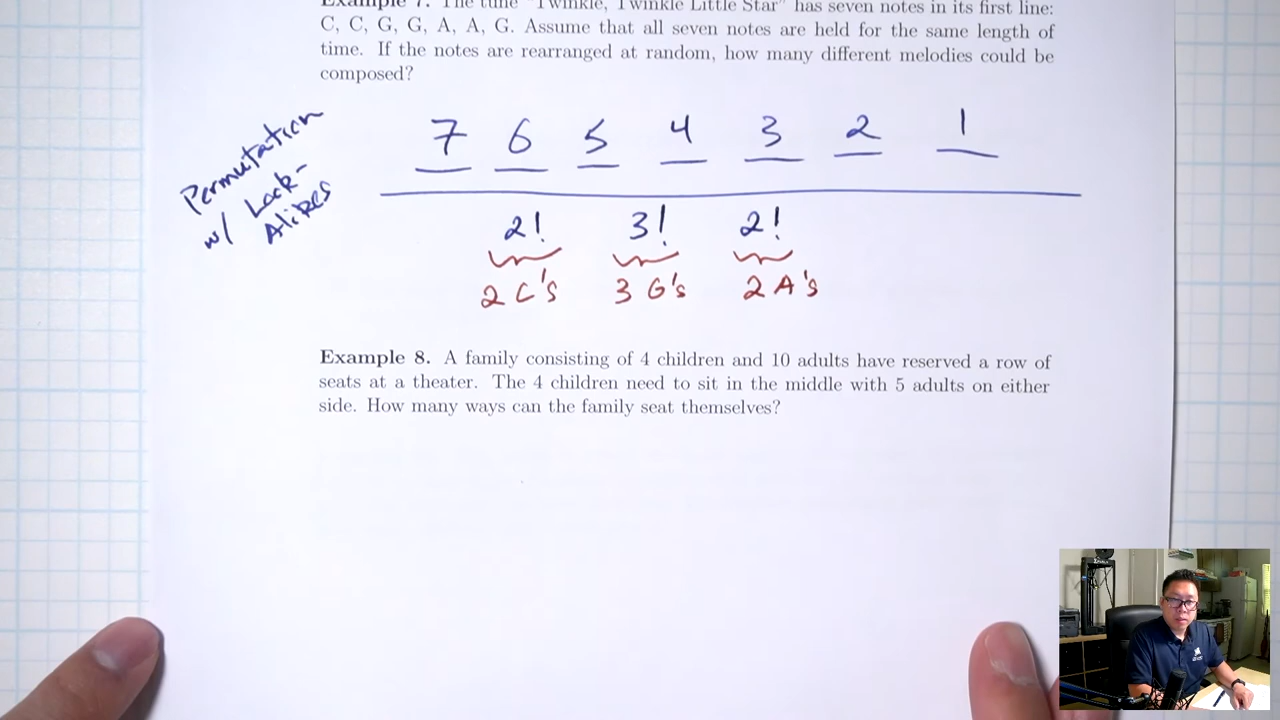 Example 7. The tune "Twinkle, Twinkle Little Star" has seven notes in its first line:
C, C, G, G, A, A, G. Assume that all seven notes are held for the same length of
time. If the notes are rearranged at random, how many different melodies could be
composed?
Permutation
w/ Look-
Alikes
7 6 5 4 3 2 1
2! 3! 2!
2 C's 3 G's 2 A's
Example 8. A family consisting of 4 children and 10 adults have reserved a row of
seats at a theater. The 4 children need to sit in the middle with 5 adults on either
side. How many ways can the family seat themselves?